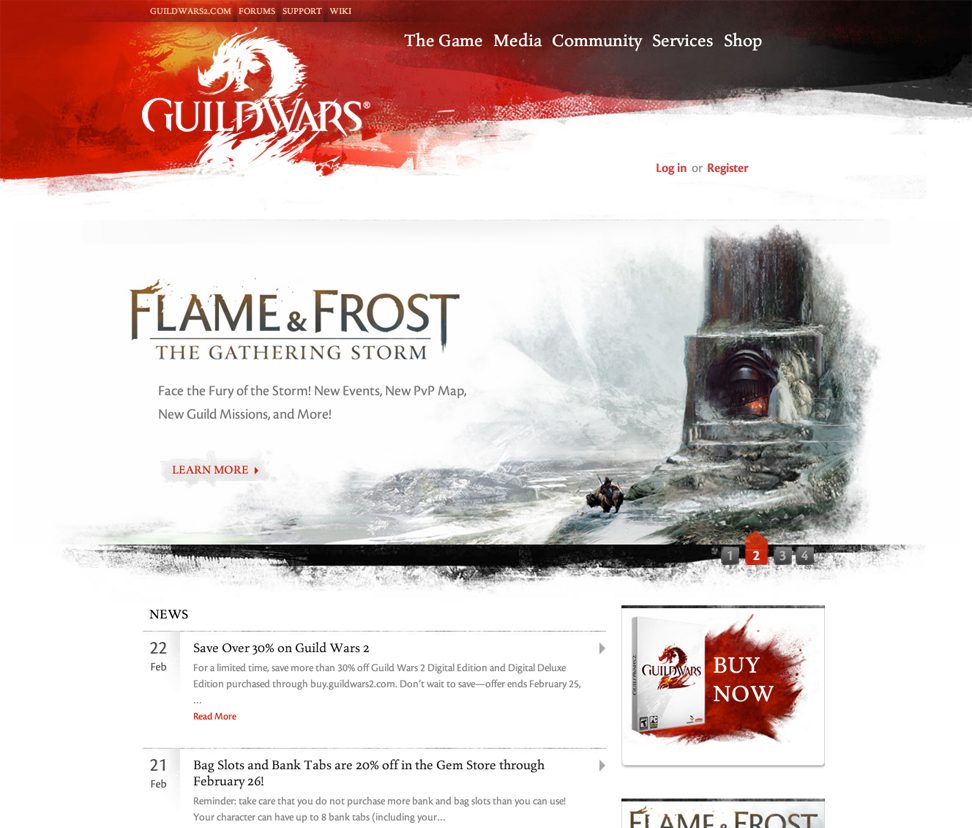 GUILDWARS2.COM FORUMS SUPPORT WIKI
The Game Media Community Services Shop
GUILDWARS®
Log in or Register
FLAME & FROST
THE GATHERING STORM
Face the Fury of the Storm! New Events, New PvP Map,
New Guild Missions, and More!
LEARN MORE
1 2 3 4
NEWS
22
Feb
Save Over 30% on Guild Wars 2
For a limited time, save more than 30% off Guild Wars 2 Digital Edition and Digital Deluxe
Edition purchased through buy.guildwars2.com. Don't wait to save—offer ends February 25,
...
Read More
21
Feb
Bag Slots and Bank Tabs are 20% off in the Gem Store through
February 26!
Reminder: take care that you do not purchase more bank and bag slots than you can use!
Your character can have up to 8 bank tabs (including your...
GUILDWARS
BUY
NOW
FLAME & FROST